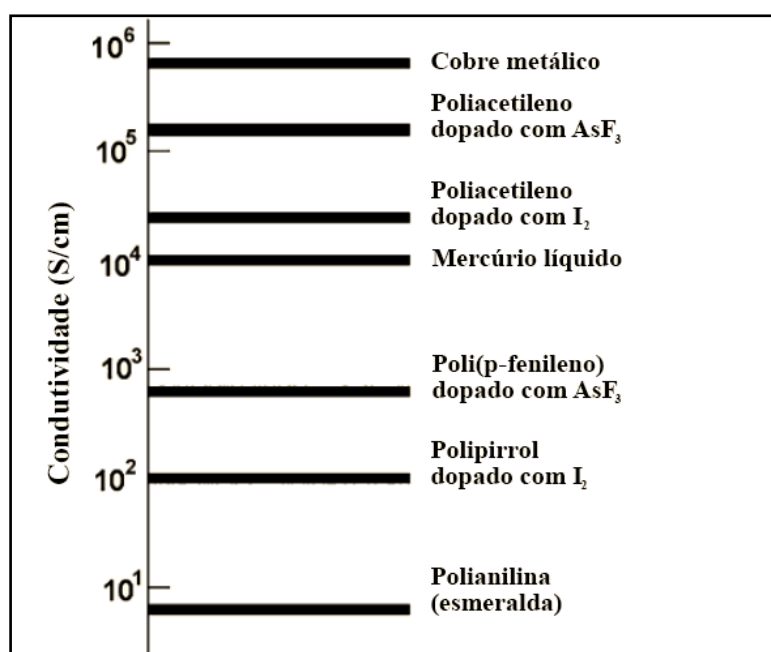 10⁶
Cobre metálico
Poliacetileno
dopado com AsF₃
10⁵
Poliacetileno
dopado com I₂
10⁴
Mercúrio líquido
Condutividade (S/cm)
10³
Poli(p-fenileno)
dopado com AsF₃
10²
Polipirrol
dopado com I₂
10¹
Polianilina
(esmeralda)